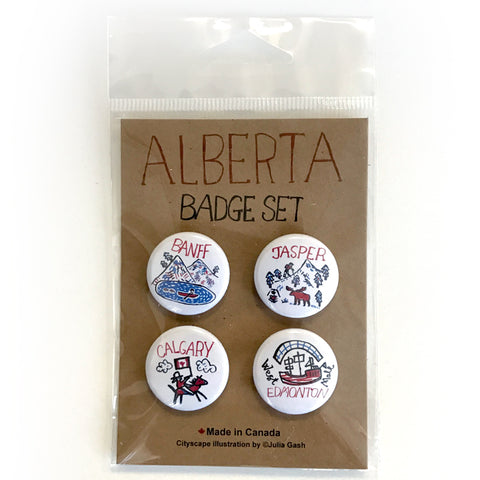 ALBERTA
BADGE SET
BANFF
JASPER
CALGARY
West Mall
EDMONTON
Made in Canada
Cityscape illustration by ©Julia Gash